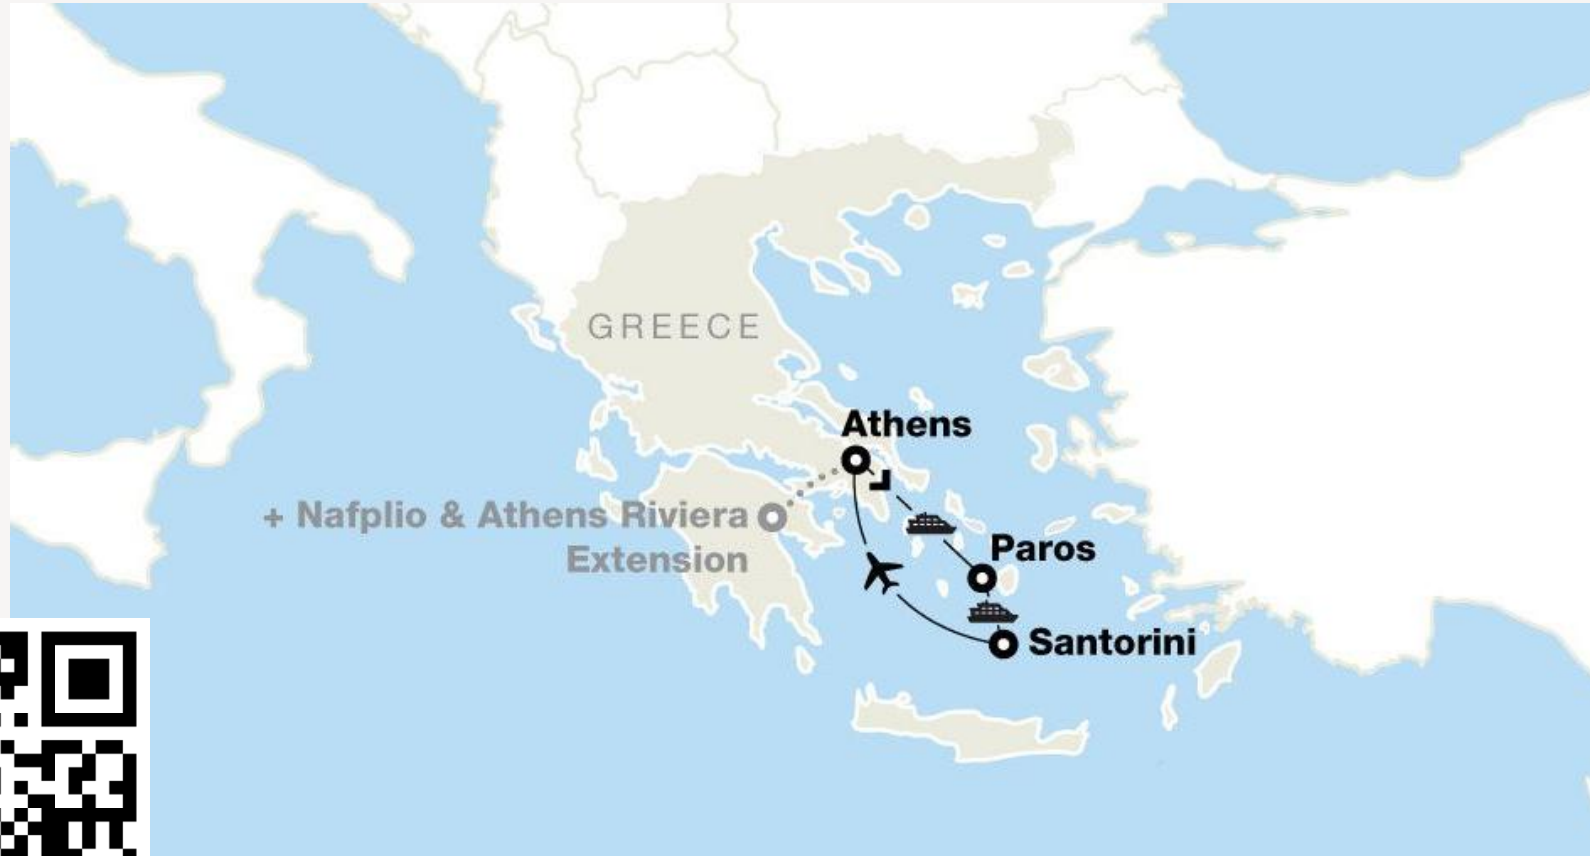 GREECE
Athens
+ Nafplio & Athens Riviera
Extension
Paros
Santorini